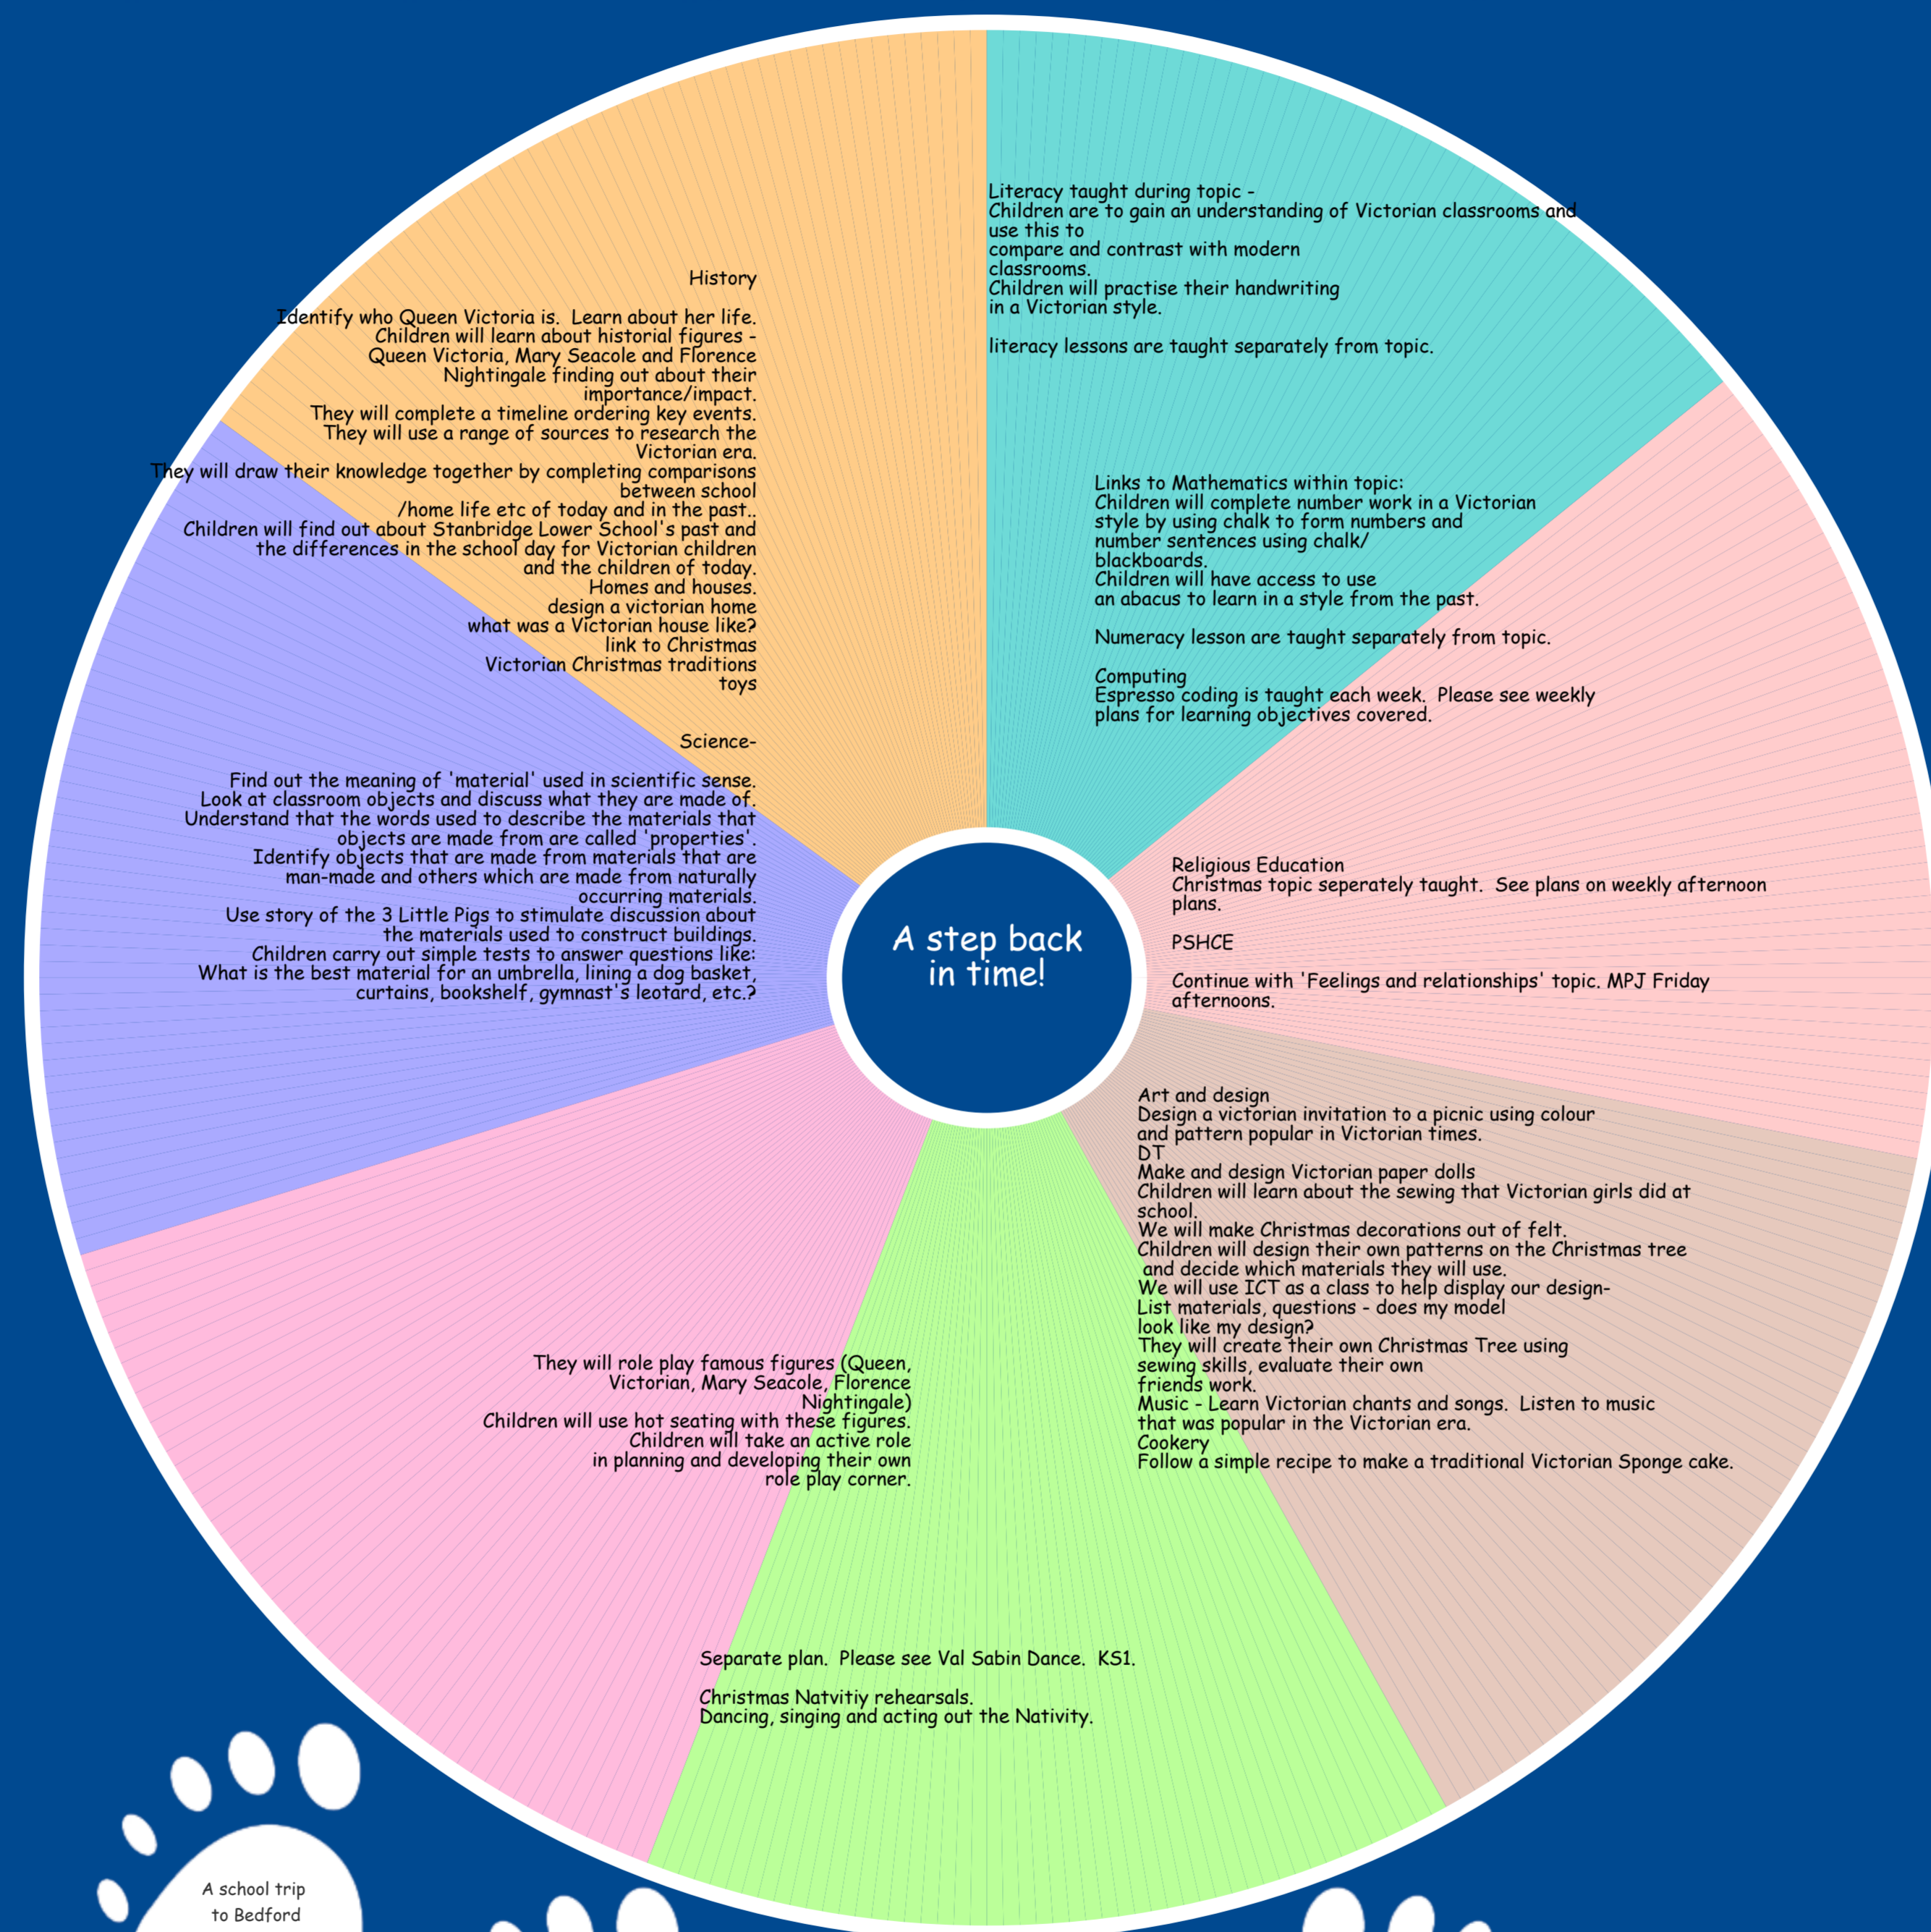 Literacy taught during topic -
Children are to gain an understanding of Victorian classrooms and
use this to
compare and contrast with modern
classrooms.
Children will practise their handwriting
in a Victorian style.
literacy lessons are taught separately from topic.
Links to Mathematics within topic:
Children will complete number work in a Victorian
style by using chalk to form numbers and
number sentences using chalk/
blackboards.
Children will have access to use
an abacus to learn in a style from the past.
Numeracy lesson are taught separately from topic.
Computing
Espresso coding is taught each week.  Please see weekly
plans for learning objectives covered.
Religious Education
Christmas topic seperately taught.  See plans on weekly afternoon
plans.
PSHCE
Continue with 'Feelings and relationships' topic. MPJ Friday
afternoons.
Art and design
Design a victorian invitation to a picnic using colour
and pattern popular in Victorian times.
DT
Make and design Victorian paper dolls
Children will learn about the sewing that Victorian girls did at
school.
We will make Christmas decorations out of felt.
Children will design their own patterns on the Christmas tree
and decide which materials they will use.
We will use ICT as a class to help display our design-
List materials, questions - does my model
look like my design?
They will create their own Christmas Tree using
sewing skills, evaluate their own
friends work.
Music - Learn Victorian chants and songs.  Listen to music
that was popular in the Victorian era.
Cookery
Follow a simple recipe to make a traditional Victorian Sponge cake.
Separate plan.  Please see Val Sabin Dance.  KS1.
Christmas Natvitiy rehearsals.
Dancing, singing and acting out the Nativity.
They will role play famous figures (Queen,
Victorian, Mary Seacole, Florence
Nightingale)
Children will use hot seating with these figures.
Children will take an active role
in planning and developing their own
role play corner.
History
Identify who Queen Victoria is.  Learn about her life.
Children will learn about historial figures -
Queen Victoria, Mary Seacole and Florence
Nightingale finding out about their
importance/impact.
They will complete a timeline ordering key events.
They will use a range of sources to research the
Victorian era.
They will draw their knowledge together by completing comparisons
between school
/home life etc of today and in the past..
Children will find out about Stanbridge Lower School's past and
the differences in the school day for Victorian children
and the children of today.
Homes and houses.
design a victorian home
what was a Victorian house like?
link to Christmas
Victorian Christmas traditions
toys
Science-
Find out the meaning of 'material' used in scientific sense.
Look at classroom objects and discuss what they are made of.
Understand that the words used to describe the materials that
objects are made from are called 'properties'.
Identify objects that are made from materials that are
man-made and others which are made from naturally
occurring materials.
Use story of the 3 Little Pigs to stimulate discussion about
the materials used to construct buildings.
Children carry out simple tests to answer questions like:
What is the best material for an umbrella, lining a dog basket,
curtains, bookshelf, gymnast's leotard, etc.?
A step back
in time!
A school trip
to Bedford